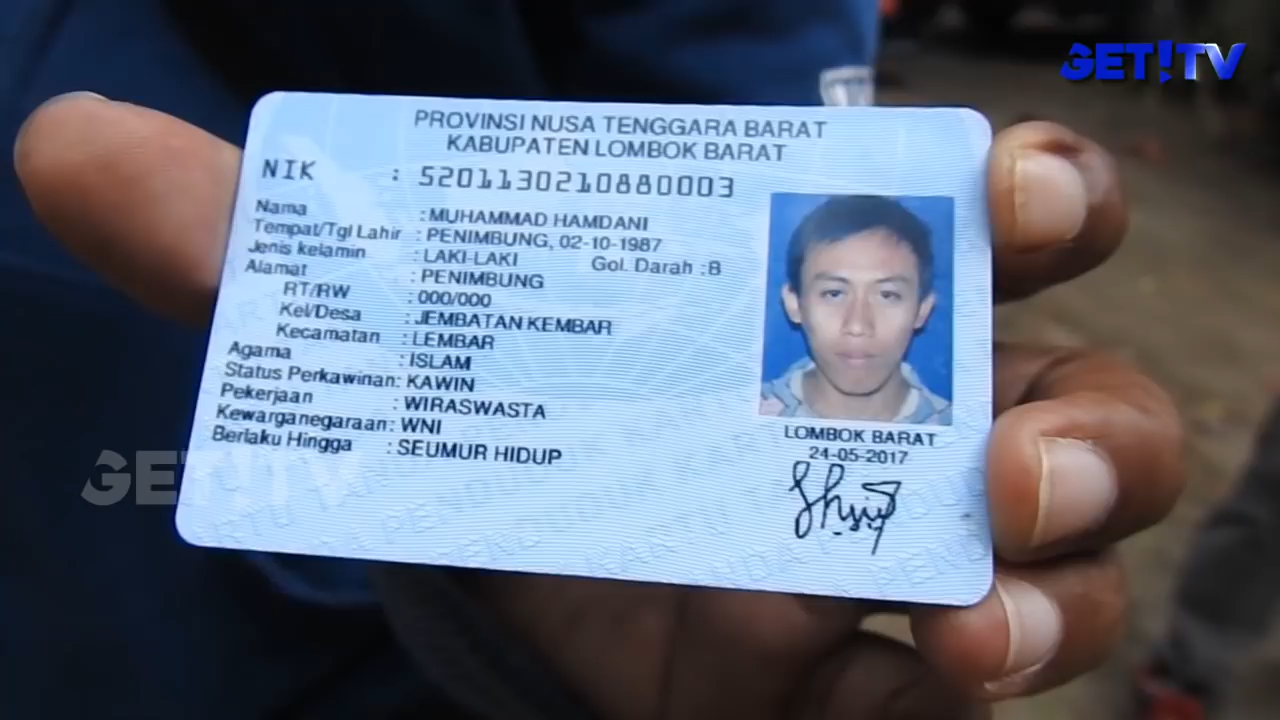 GET!TV
PROVINSI NUSA TENGGARA BARAT
KABUPATEN LOMBOK BARAT
NIK : 5201130210880003
Nama : MUHAMMAD HAMDANI
Tempat/Tgl Lahir : PENIMBUNG, 02-10-1987
Jenis kelamin : LAKI-LAKI Gol. Darah : B
Alamat : PENIMBUNG
RT/RW : 000/000
Kel/Desa : JEMBATAN KEMBAR
Kecamatan : LEMBAR
Agama : ISLAM
Status Perkawinan: KAWIN
Pekerjaan : WIRASWASTA
Kewarganegaraan: WNI
Berlaku Hingga : SEUMUR HIDUP
LOMBOK BARAT
24-05-2017
GET!TV